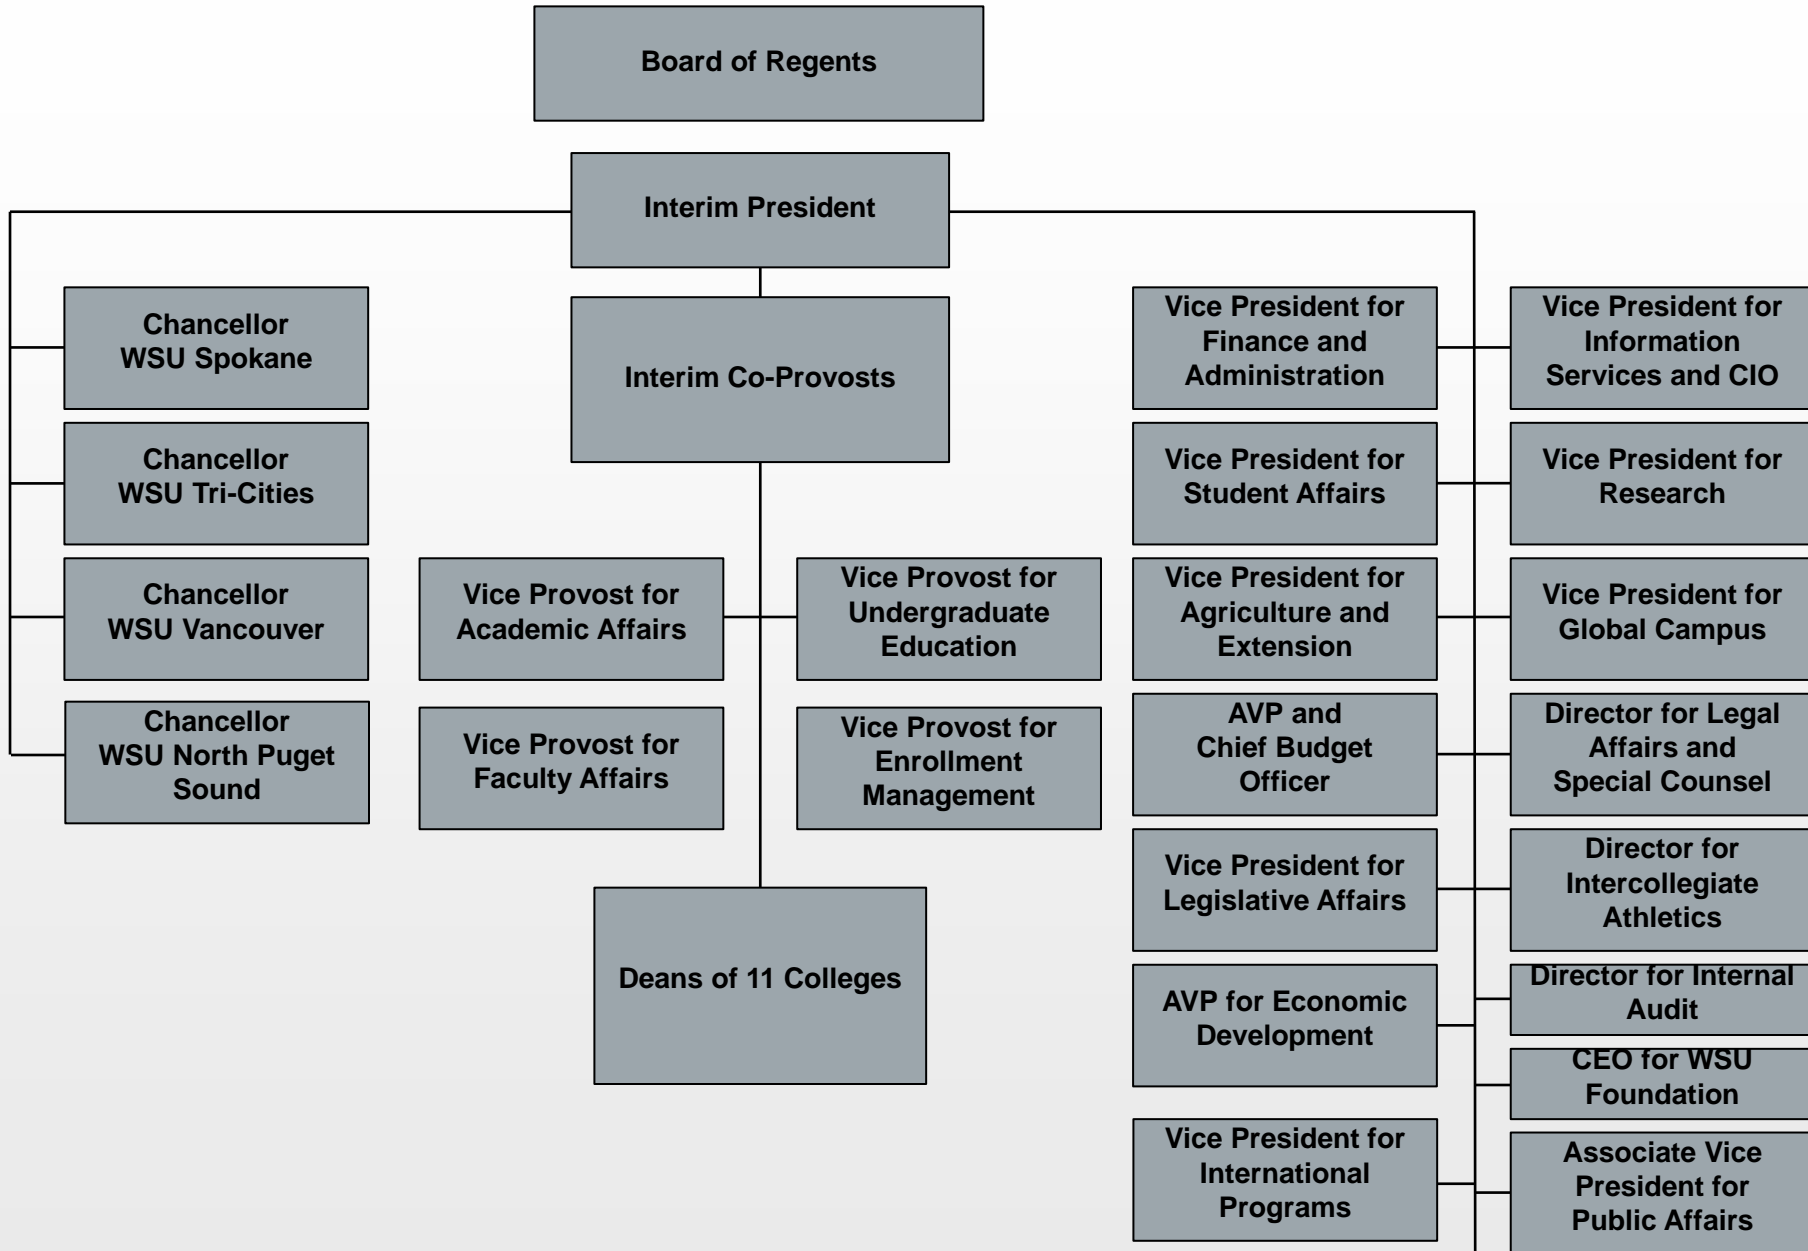 Board of Regents
Interim President
Interim Co-Provosts
Chancellor
WSU Spokane
Chancellor
WSU Tri-Cities
Chancellor
WSU Vancouver
Chancellor
WSU North Puget
Sound
Vice Provost for
Academic Affairs
Vice Provost for
Undergraduate
Education
Vice Provost for
Faculty Affairs
Vice Provost for
Enrollment
Management
Deans of 11 Colleges
Vice President for
Finance and
Administration
Vice President for
Information
Services and CIO
Vice President for
Student Affairs
Vice President for
Research
Vice President for
Agriculture and
Extension
Vice President for
Global Campus
AVP and
Chief Budget
Officer
Director for Legal
Affairs and
Special Counsel
Vice President for
Legislative Affairs
Director for
Intercollegiate
Athletics
AVP for Economic
Development
Director for Internal
Audit
CEO for WSU
Foundation
Vice President for
International
Programs
Associate Vice
President for
Public Affairs